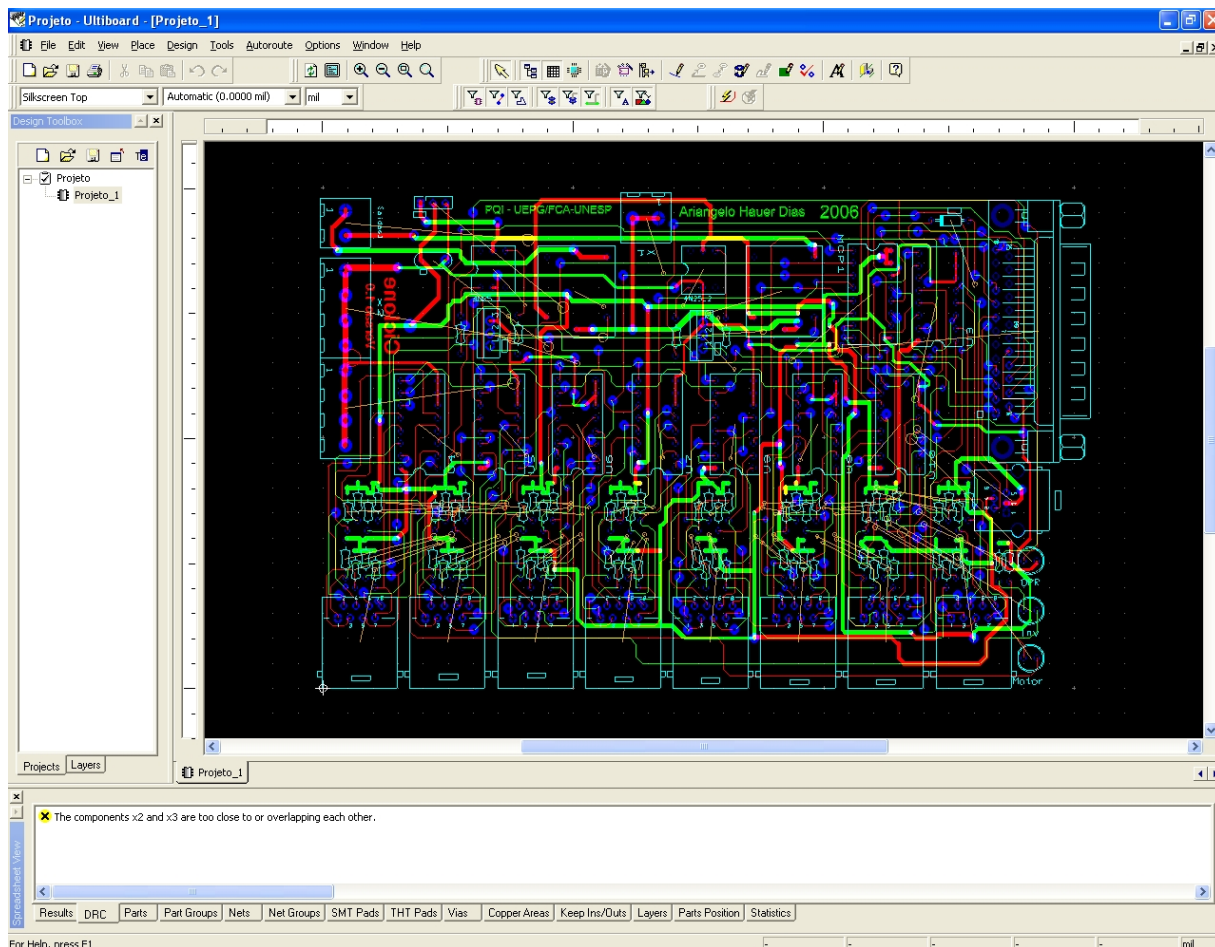 Projeto - Ultiboard - [Projeto_1]
File Edit View Place Design Tools Autoroute Options Window Help
Silkscreen Top Automatic (0.0000 mil) mil
Design Toolbox
Projeto
Projeto_1
PQI - UEPG/FCA-UNESP Ariangelo Hauer Dias 2006
Ciclone
Motor
Projects Layers
Projeto_1
The components x2 and x3 are too close to or overlapping each other.
Spreadsheet View
Results DRC Parts Part Groups Nets Net Groups SMT Pads THT Pads Vias Copper Areas Keep Ins/Outs Layers Parts Position Statistics
For Help, press F1 - - - - - mil